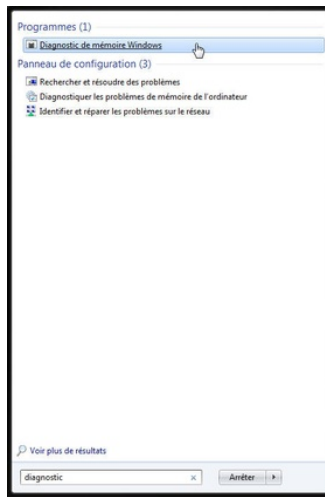 Programmes (1)
Diagnostic de mémoire Windows
Panneau de configuration (3)
Rechercher et résoudre des problèmes
Diagnostiquer les problèmes de mémoire de l'ordinateur
Identifier et réparer les problèmes sur le réseau
Voir plus de résultats
diagnostic
Arrêter